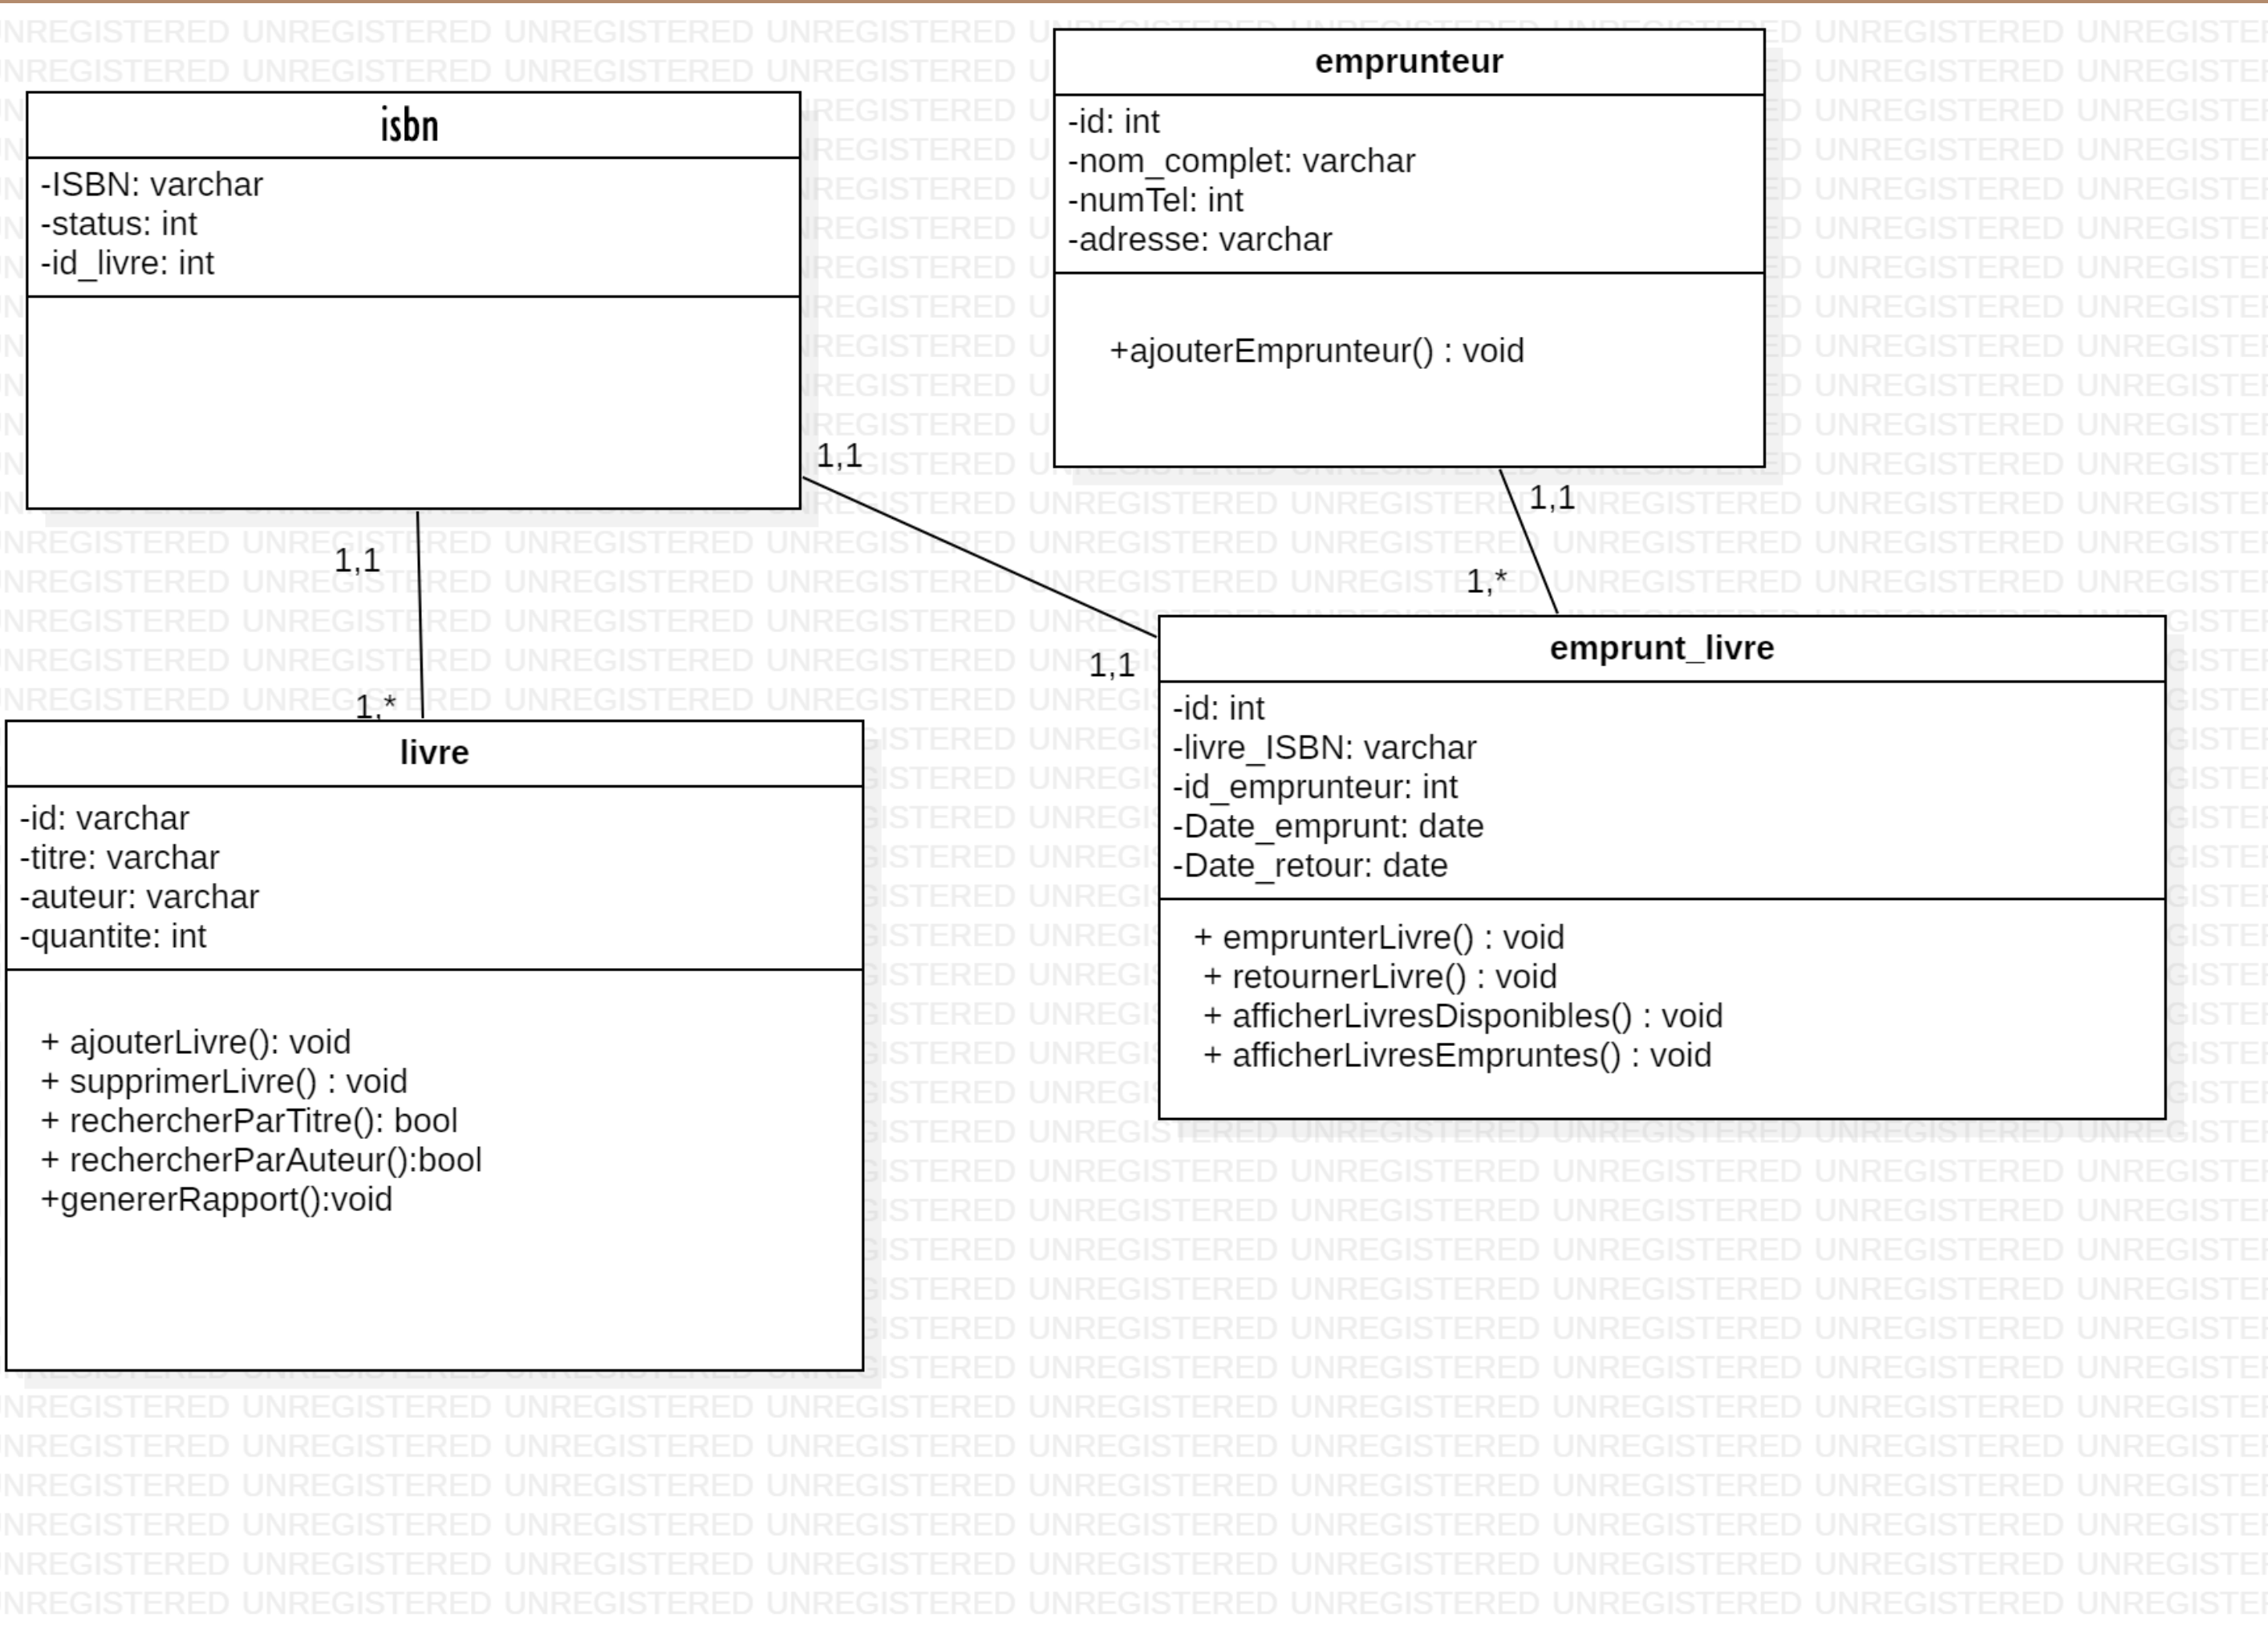 isbn
-ISBN: varchar
-status: int
-id_livre: int
emprunteur
-id: int
-nom_complet: varchar
-numTel: int
-adresse: varchar
+ajouterEmprunteur() : void
1,1
1,1
1,1
1,*
1,1
1,*
livre
-id: varchar
-titre: varchar
-auteur: varchar
-quantite: int
+ ajouterLivre(): void
+ supprimerLivre() : void
+ rechercherParTitre(): bool
+ rechercherParAuteur():bool
+genererRapport():void
emprunt_livre
-id: int
-livre_ISBN: varchar
-id_emprunteur: int
-Date_emprunt: date
-Date_retour: date
+ emprunterLivre() : void
+ retournerLivre() : void
+ afficherLivresDisponibles() : void
+ afficherLivresEmpruntes() : void
UNREGISTERED